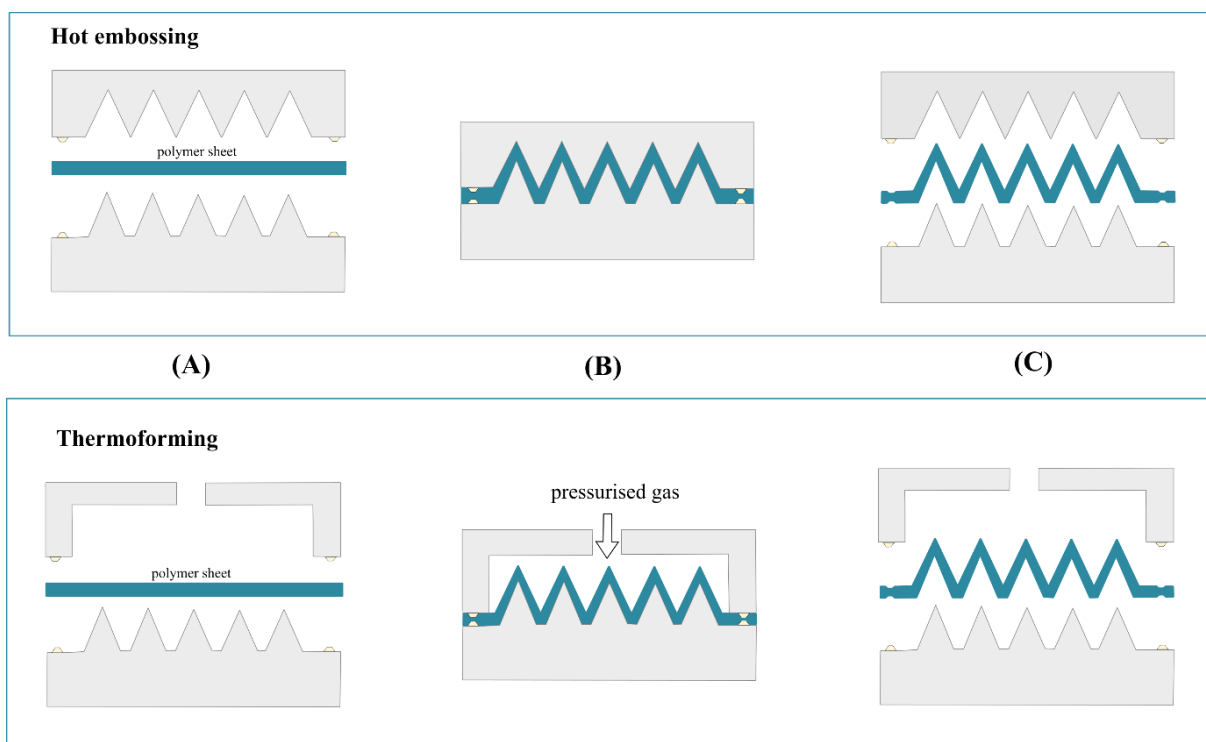 Hot embossing
polymer sheet
(A)
(B)
(C)
Thermoforming
pressurised gas
polymer sheet